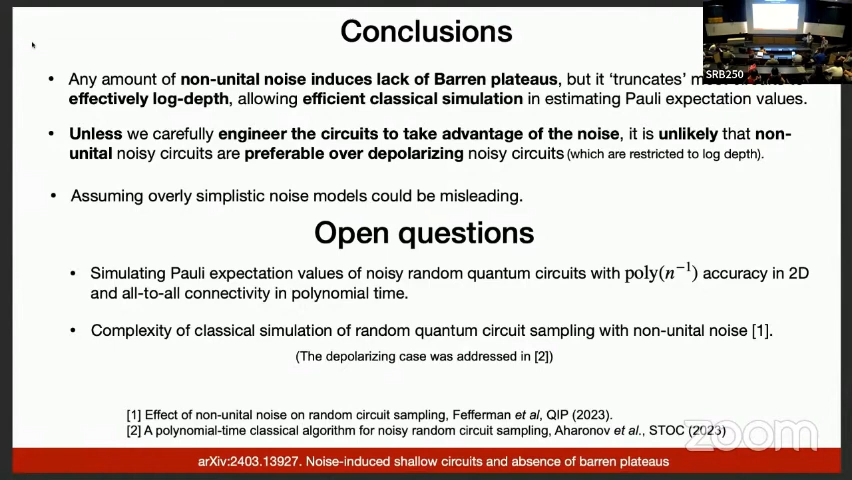 Conclusions
SRB250
• Any amount of non-unital noise induces lack of Barren plateaus, but it ‘truncates’
effectively log-depth, allowing efficient classical simulation in estimating Pauli expectation values.
• Unless we carefully engineer the circuits to take advantage of the noise, it is unlikely that non-
unital noisy circuits are preferable over depolarizing noisy circuits (which are restricted to log depth).
• Assuming overly simplistic noise models could be misleading.
Open questions
• Simulating Pauli expectation values of noisy random quantum circuits with poly(n⁻¹) accuracy in 2D
and all-to-all connectivity in polynomial time.
• Complexity of classical simulation of random quantum circuit sampling with non-unital noise [1].
(The depolarizing case was addressed in [2])
[1] Effect of non-unital noise on random circuit sampling, Fefferman et al, QIP (2023).
[2] A polynomial-time classical algorithm for noisy random circuit sampling, Aharonov et al., STOC (2023)
zoom
arXiv:2403.13927. Noise-induced shallow circuits and absence of barren plateaus